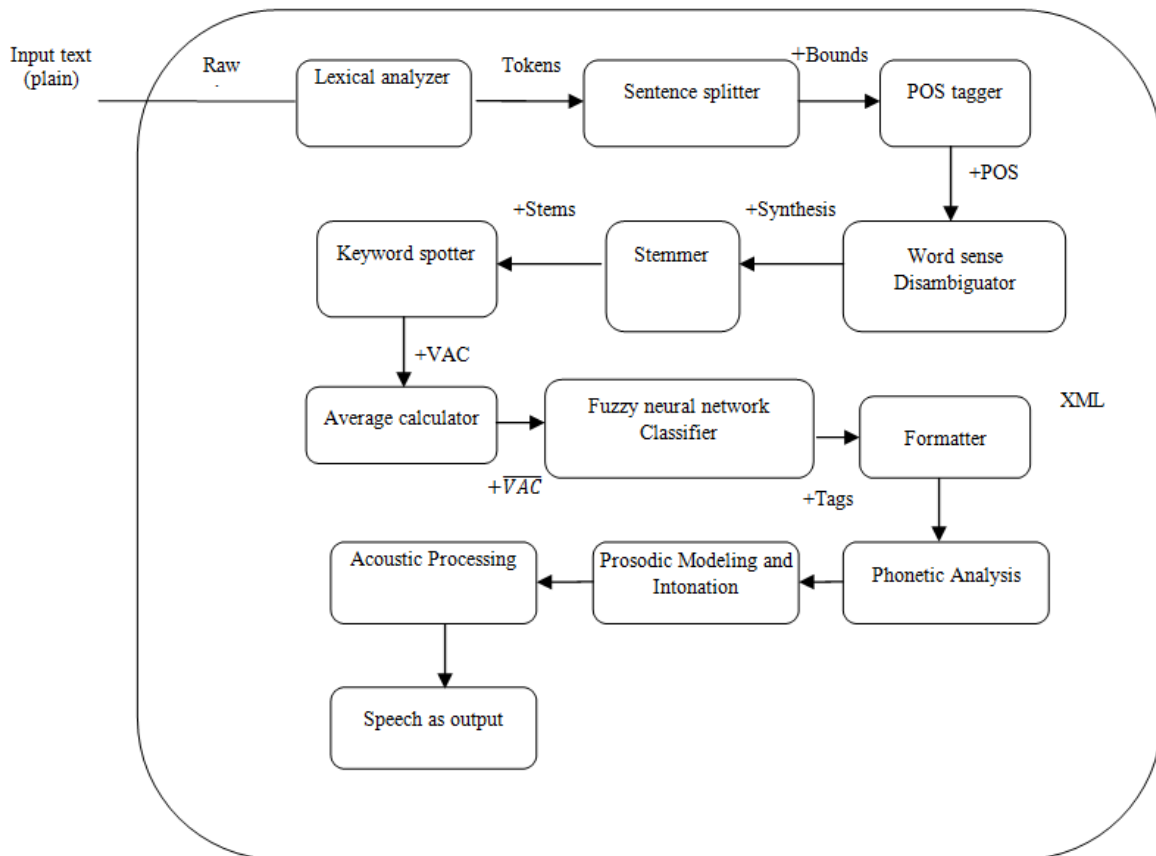 Input text
(plain)
Raw
Lexical analyzer
Tokens
Sentence splitter
+Bounds
POS tagger
+POS
Word sense
Disambiguator
+Synthesis
Stemmer
+Stems
Keyword spotter
+VAC
Average calculator
+V̅A̅C̅
Fuzzy neural network
Classifier
+Tags
Formatter
XML
Phonetic Analysis
Prosodic Modeling and
Intonation
Acoustic Processing
Speech as output